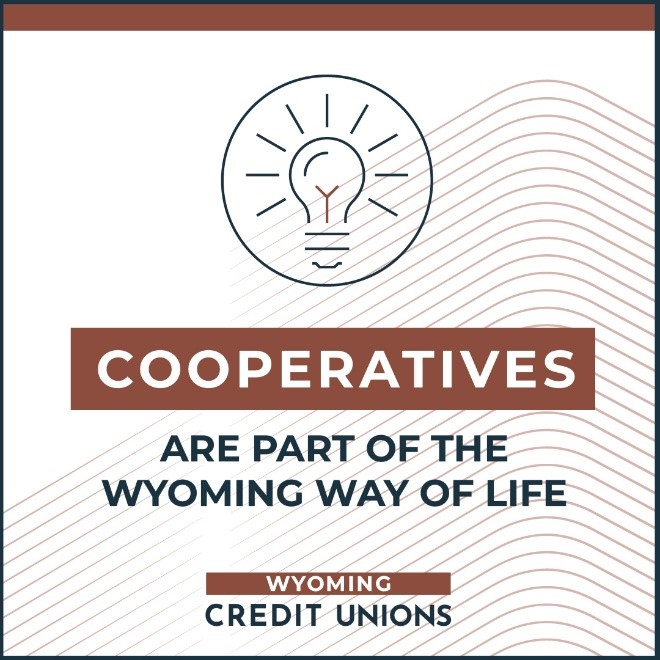 COOPERATIVES
ARE PART OF THE
WYOMING WAY OF LIFE
WYOMING
CREDIT UNIONS